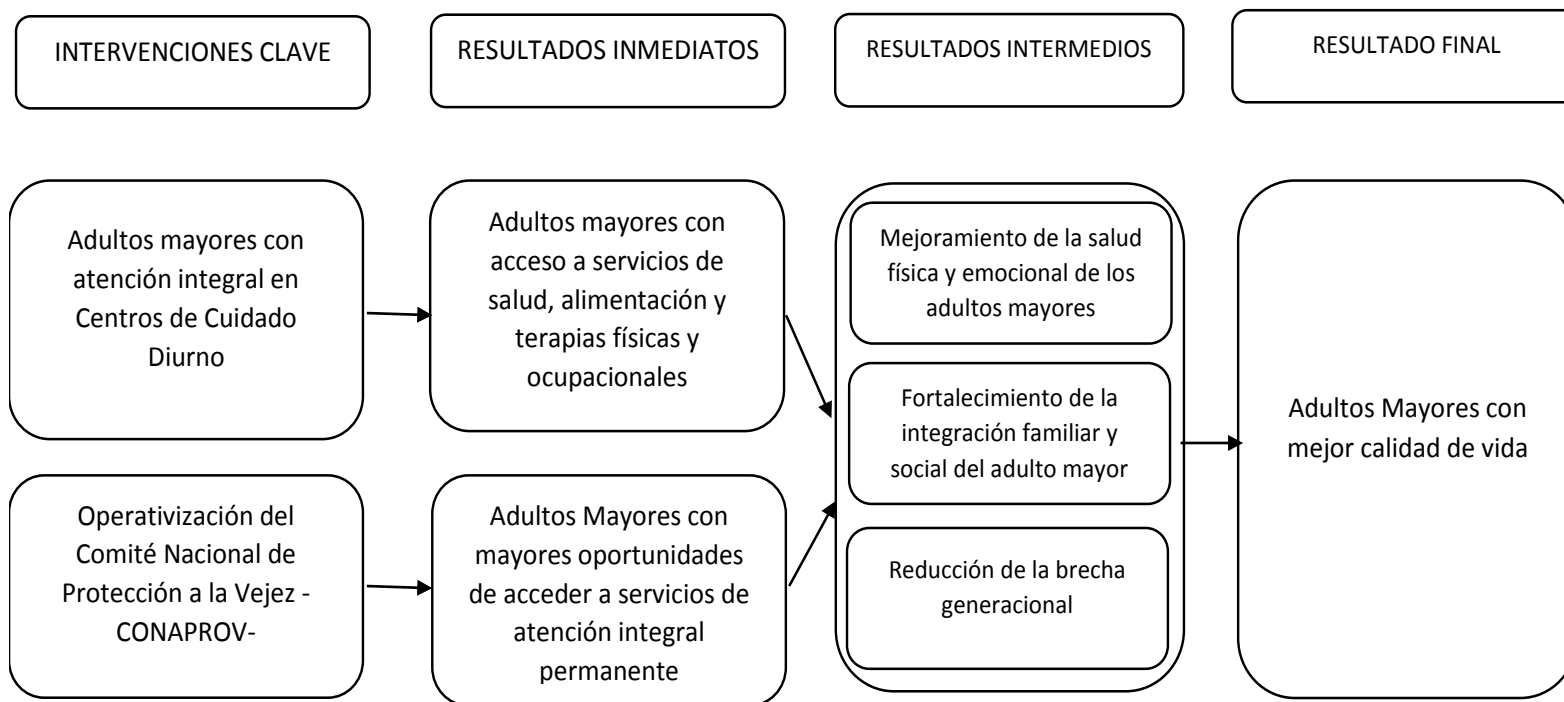 INTERVENCIONES CLAVE
RESULTADOS INMEDIATOS
RESULTADOS INTERMEDIOS
RESULTADO FINAL
Adultos mayores con
atención integral en
Centros de Cuidado
Diurno
Adultos mayores con
acceso a servicios de
salud, alimentación y
terapias físicas y
ocupacionales
Mejoramiento de la salud
física y emocional de los
adultos mayores
Fortalecimiento de la
integración familiar y
social del adulto mayor
Reducción de la brecha
generacional
Adultos Mayores con
mejor calidad de vida
Operativización del
Comité Nacional de
Protección a la Vejez -
CONAPROV-
Adultos Mayores con
mayores oportunidades
de acceder a servicios de
atención integral
permanente